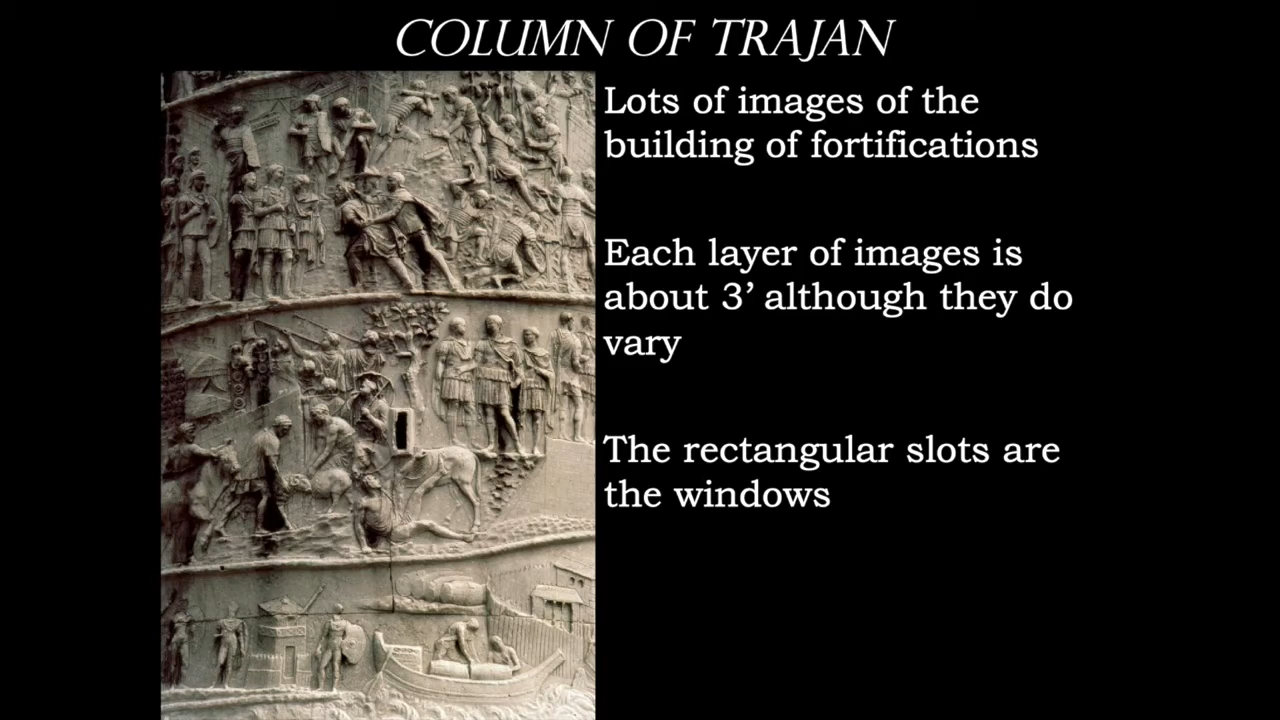 COLUMN OF TRAJAN
Lots of images of the
building of fortifications
Each layer of images is
about 3’ although they do
vary
The rectangular slots are
the windows